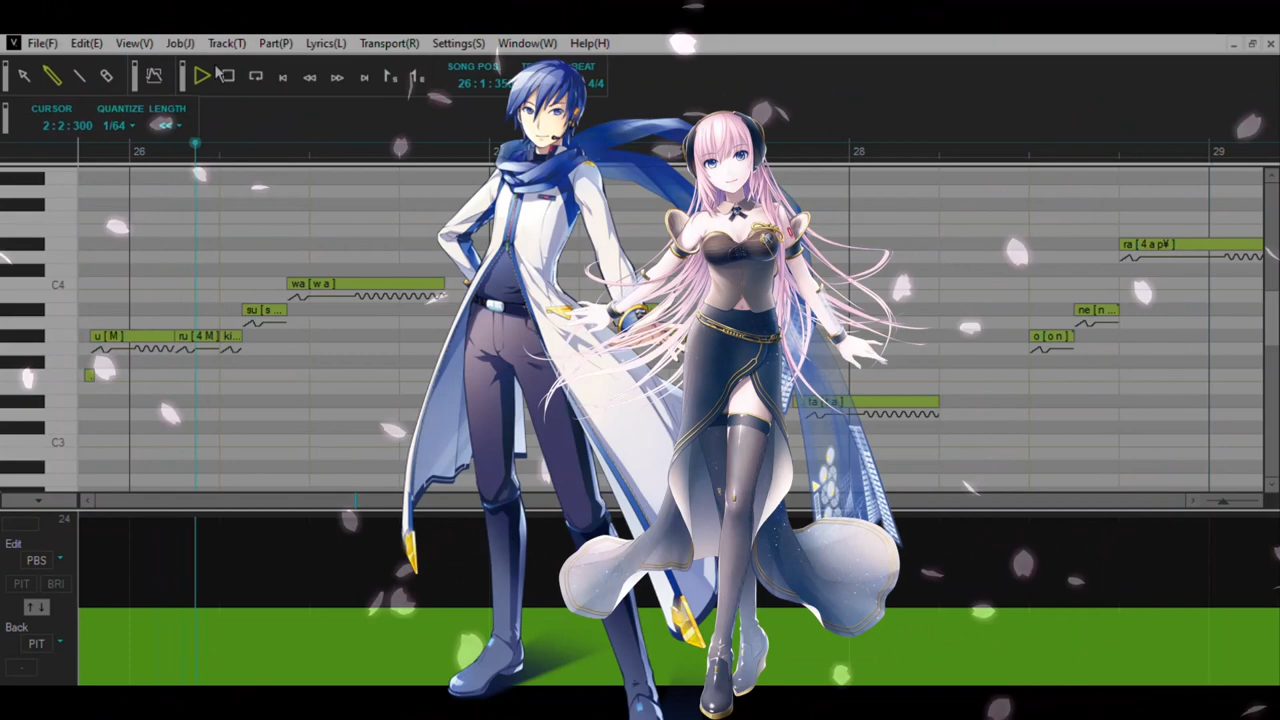 V File(F) Edit(E) View(V) Job(J) Track(T) Part(P) Lyrics(L) Transport(R) Settings(S) Window(W) Help(H)
SONG POS BEAT
26:1:35 4/4
CURSOR QUANTIZE LENGTH
2:2:300 1/64
26 28 29
ra [ 4 a p¥ ]
C4
wa [ w a ]
su [ s ...
ne [ n ...
u [ M ] ru [ 4 M ] ki...
o [ o n ]
C3
24
Edit
PBS
PIT BRI
Back
PIT